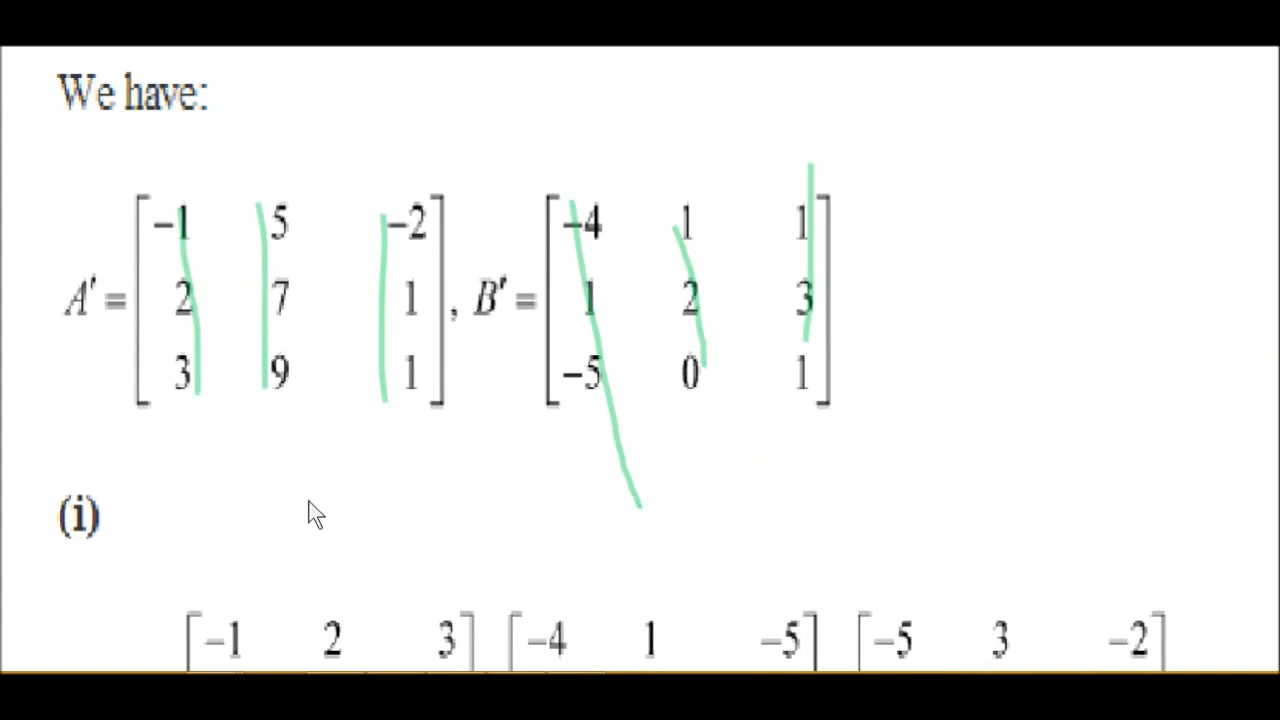 We have:
-1 5 -2 -4 1 1
A' = 2 7 1 , B' = 1 2 3
3 9 1 -5 0 1
(i)
-1 2 3 -4 1 -5 -5 3 -2